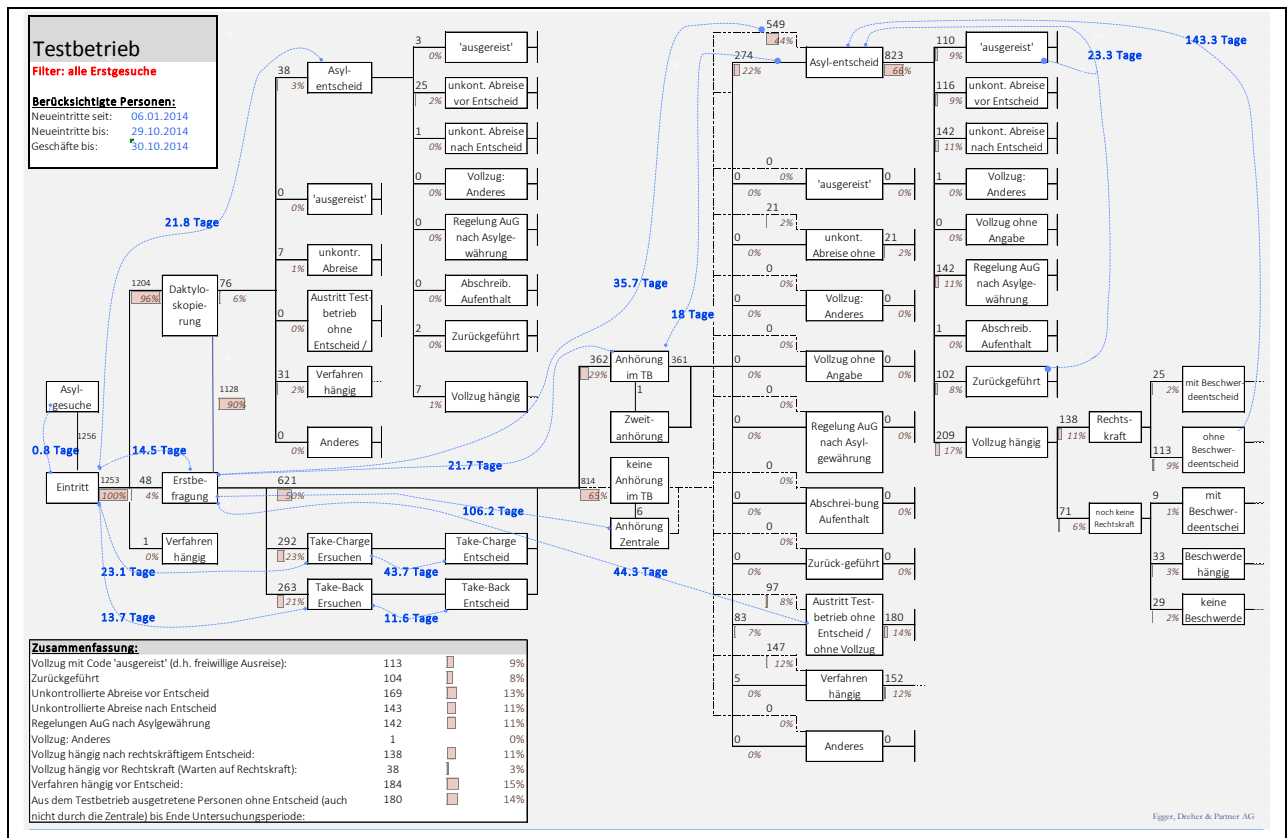 Testbetrieb
Filter: alle Erstgesuche
Berücksichtigte Personen:
Neueintritte seit: 06.01.2014
Neueintritte bis: 29.10.2014
Geschäfte bis: 30.10.2014
Asyl-
gesuche
1256
0.8 Tage
Eintritt
1253
100%
1204
96%
Daktylo-
skopie-
rung
76
6%
1128
90%
14.5 Tage
48
4%
Erstbe-
fragung
1
0%
Verfahren
hängig
21.8 Tage
38
3%
Asyl-
entscheid
0
0%
'ausgereist'
7
1%
unkontr.
Abreise
0
0%
Austritt Test-
betrieb
ohne
Entscheid /
31
2%
Verfahren
hängig
0
0%
Anderes
3
0%
'ausgereist'
25
2%
unkont. Abreise
vor Entscheid
1
0%
unkont. Abreise
nach Entscheid
0
0%
Vollzug:
Anderes
0
0%
Regelung AuG
nach Asylge-
währung
0
0%
Abschreib.
Aufenthalt
2
0%
Zurückgeführt
7
1%
Vollzug hängig
621
50%
21.7 Tage
106.2 Tage
292
23%
Take-Charge
Ersuchen
Take-Charge
Entscheid
23.1 Tage
43.7 Tage
263
21%
Take-Back
Ersuchen
Take-Back
Entscheid
13.7 Tage
11.6 Tage
44.3 Tage
35.7 Tage
18 Tage
362
29%
Anhörung
im TB
361
1
Zweit-
anhörung
814
65%
keine
Anhörung
im TB
6
Anhörung
Zentrale
549
44%
274
22%
Asyl-entscheid
823
66%
0
0%
0
0%
'ausgereist'
0
0%
21
2%
0
0%
unkont.
Abreise ohne
21
2%
0
0%
0
0%
Vollzug:
Anderes
0
0%
0
0%
0
0%
Vollzug ohne
Angabe
0
0%
0
0%
0
0%
Regelung AuG
nach Asyl-
gewährung
0
0%
0
0%
0
0%
Abschrei-bung
Aufenthalt
0
0%
0
0%
0
0%
Zurück-geführt
0
0%
97
8%
83
7%
Austritt Test-
betrieb ohne
Entscheid /
ohne Vollzug
180
14%
147
12%
5
0%
Verfahren
hängig
152
12%
0
0%
0
0%
Anderes
0
0%
110
9%
'ausgereist'
116
9%
unkont. Abreise
vor Entscheid
142
11%
unkont. Abreise
nach Entscheid
1
0%
Vollzug:
Anderes
0
0%
Vollzug ohne
Angabe
142
11%
Regelung AuG
nach Asylge-
währung
1
0%
Abschreib.
Aufenthalt
102
8%
Zurückgeführt
209
17%
Vollzug hängig
23.3 Tage
143.3 Tage
138
11%
Rechts-
kraft
25
2%
mit Beschwer-
deentscheid
113
9%
ohne
Beschwer-
deentscheid
71
6%
noch keine
Rechtskraft
9
1%
mit
Beschwer-
deentschei
33
3%
Beschwerde
hängig
29
2%
keine
Beschwerde
Zusammenfassung:
Vollzug mit Code 'ausgereist' (d.h. freiwillige Ausreise): 113 9%
Zurückgeführt 104 8%
Unkontrollierte Abreise vor Entscheid 169 13%
Unkontrollierte Abreise nach Entscheid 143 11%
Regelungen AuG nach Asylgewährung 142 11%
Vollzug: Anderes 1 0%
Vollzug hängig nach rechtskräftigem Entscheid: 138 11%
Vollzug hängig vor Rechtskraft (Warten auf Rechtskraft): 38 3%
Verfahren hängig vor Entscheid: 184 15%
Aus dem Testbetrieb ausgetretene Personen ohne Entscheid (auch 180 14%
nicht durch die Zentrale) bis Ende Untersuchungsperiode:
Egger, Dreher & Partner AG